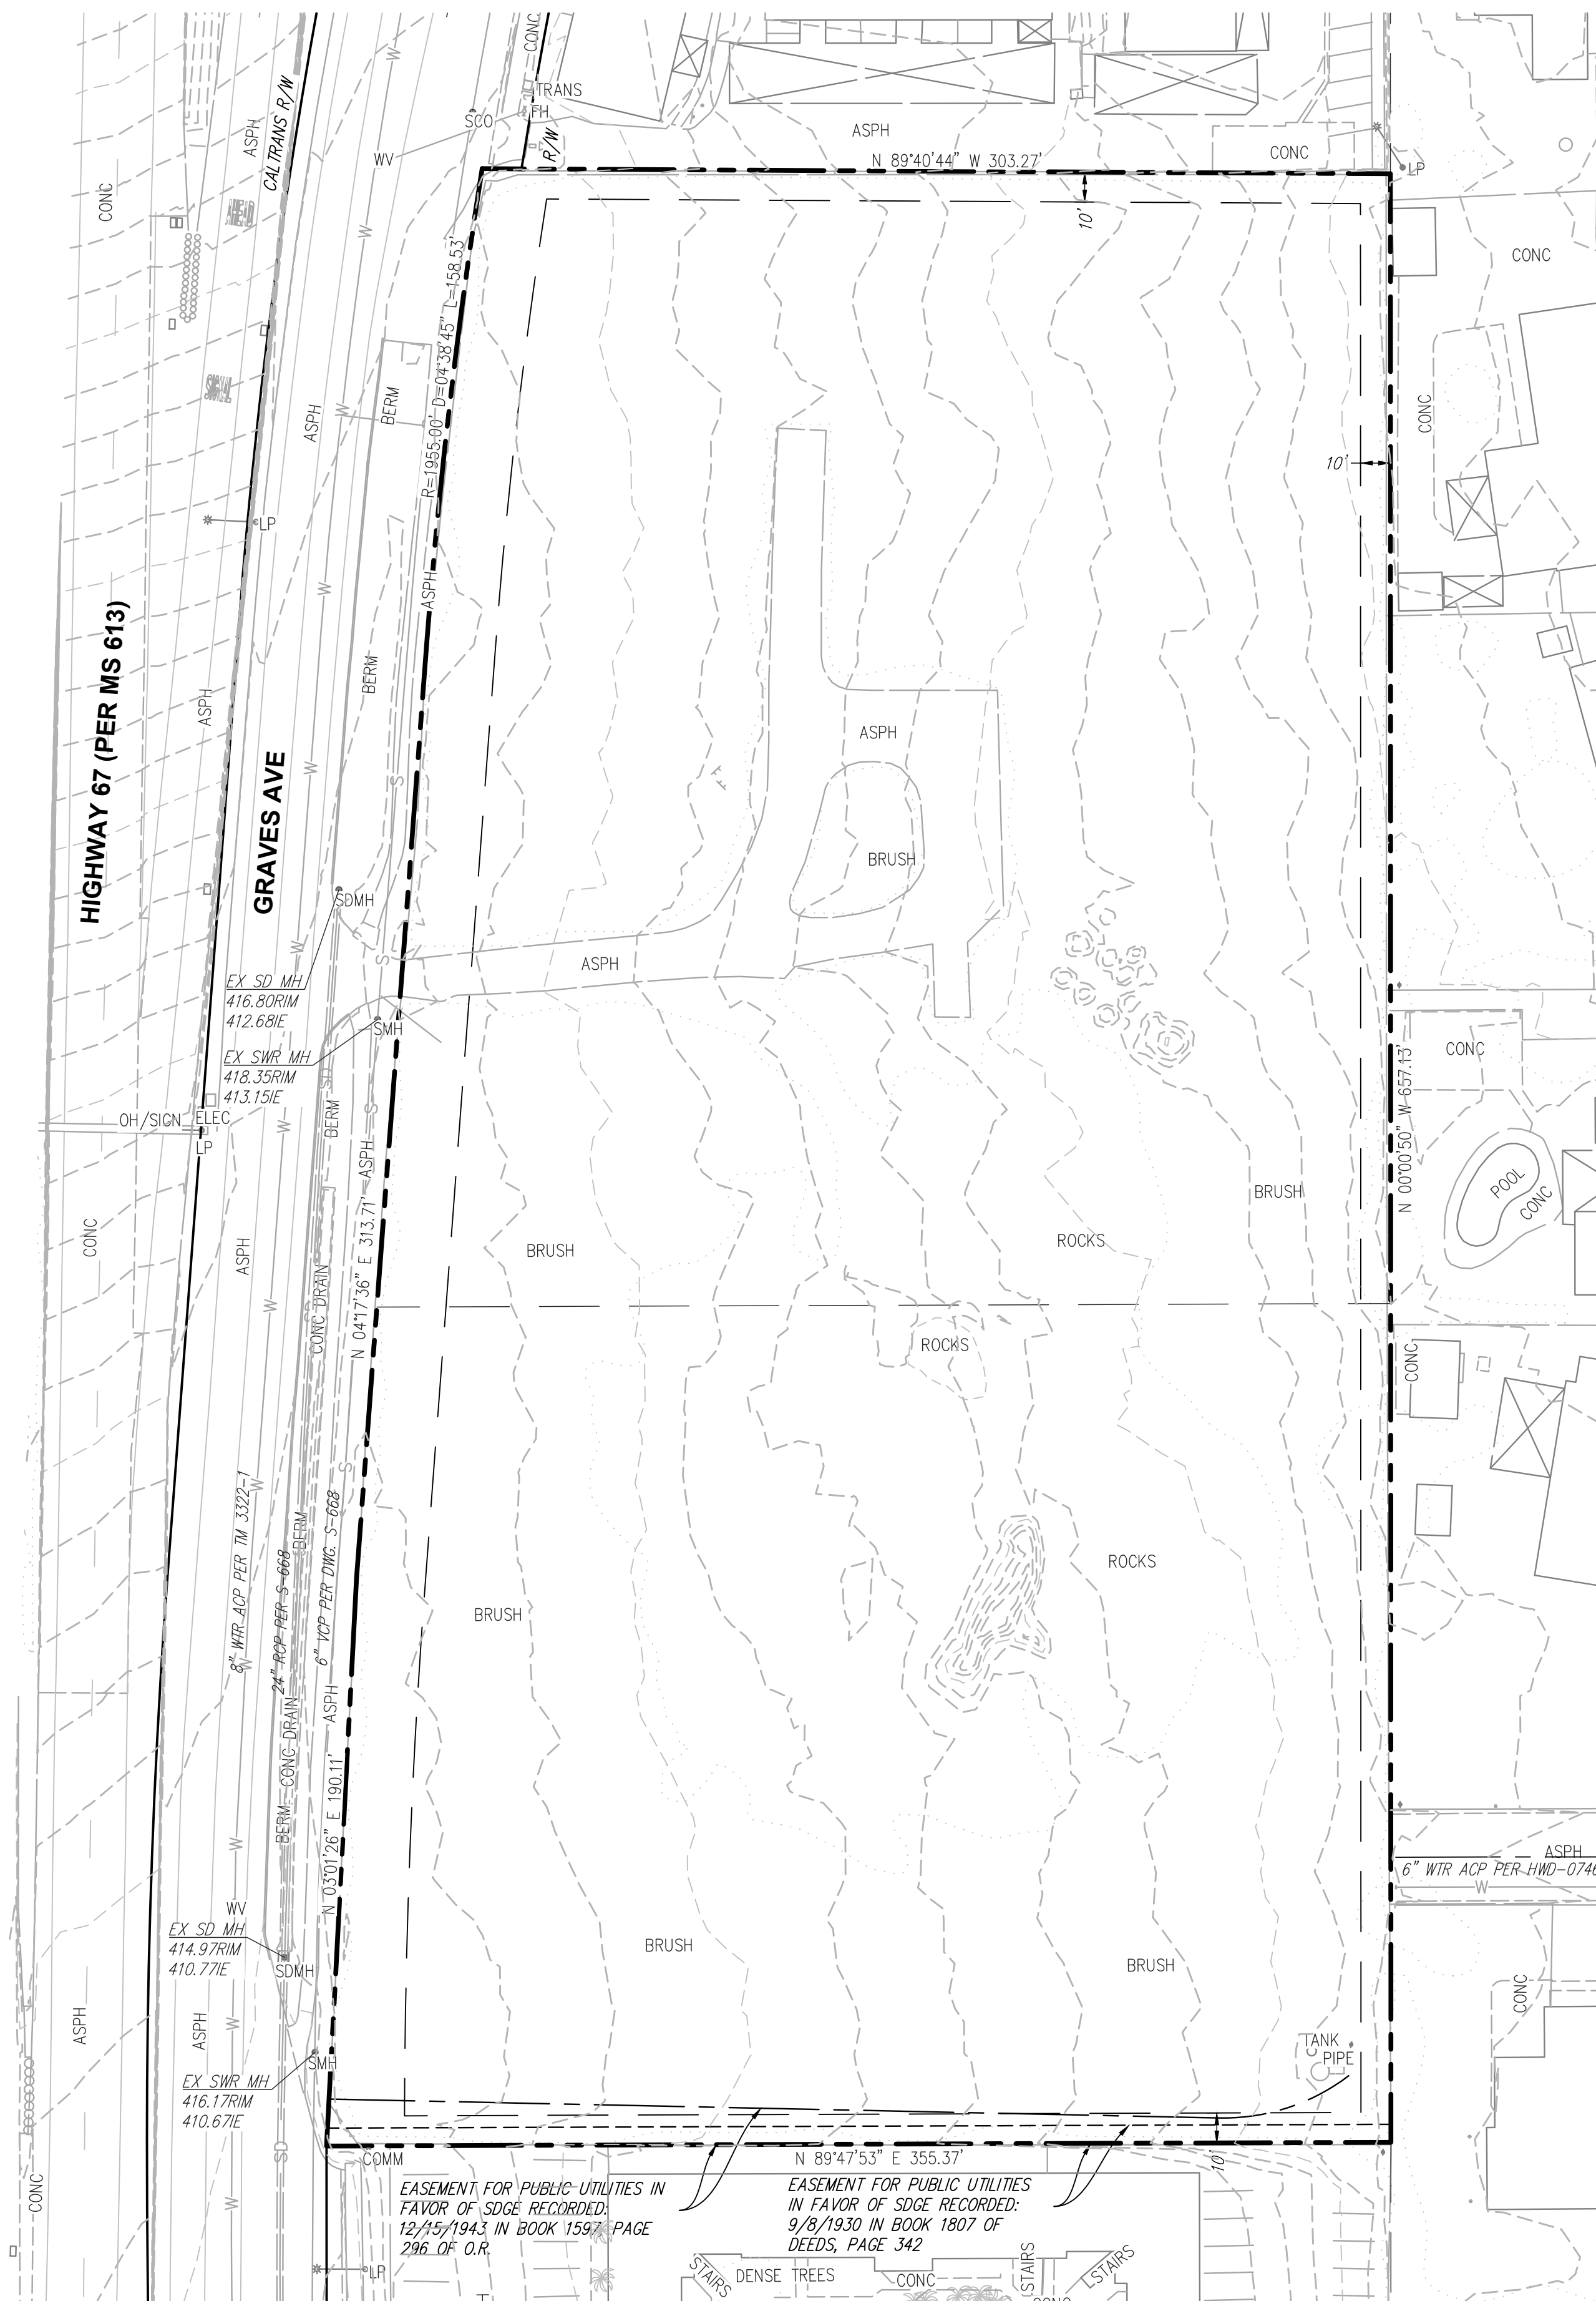 CONC
TRANS
FH
SCO
R/W
WV
CALTRANS R/W
ASPH
CONC
ASPH
N 89°40'44" W 303.27'
CONC
LP
10'
CONC
AHEAD
SIGNAL
R=1955.00' D=04°38'45" L=158.53'
BERM
ASPH
CONC
10'
LP
ASPH
HIGHWAY 67 (PER MS 613)
BERM
ASPH
GRAVES AVE
ASPH
BRUSH
SDMH
ASPH
EX SD MH
416.80RIM
412.68IE
SMH
EX SWR MH
418.35RIM
413.15IE
CONC
N 00°00'50" W 657.13'
OH/SIGN
ELEC
LP
BERM
SD
ASPH
POOL
CONC
BRUSH
CONC
ASPH
BRUSH
ROCKS
CONC DRAIN
N 04°17'36" E 313.71'
ROCKS
CONC
8" WTR ACP PER TM 3322-1
24" RCP PER S-668
BERM
6" VCP PER DWG. S-668
ROCKS
BRUSH
ASPH
BERM
CONC DRAIN
N 03°01'26" E 190.11'
ASPH
6" WTR ACP PER HWD-0746
W
WV
EX SD MH
414.97RIM
410.77IE
SDMH
BRUSH
BRUSH
CONC
ASPH
ASPH
TANK
PIPE
SMH
EX SWR MH
416.17RIM
410.67IE
SD
COMM
N 89°47'53" E 355.37'
10'
CONC
EASEMENT FOR PUBLIC UTILITIES IN
FAVOR OF SDGE RECORDED:
12/15/1943 IN BOOK 1597, PAGE
296 OF O.R.
EASEMENT FOR PUBLIC UTILITIES
IN FAVOR OF SDGE RECORDED:
9/8/1930 IN BOOK 1807 OF
DEEDS, PAGE 342
LP
STAIRS
DENSE TREES
CONC
STAIRS
STAIRS
CONC